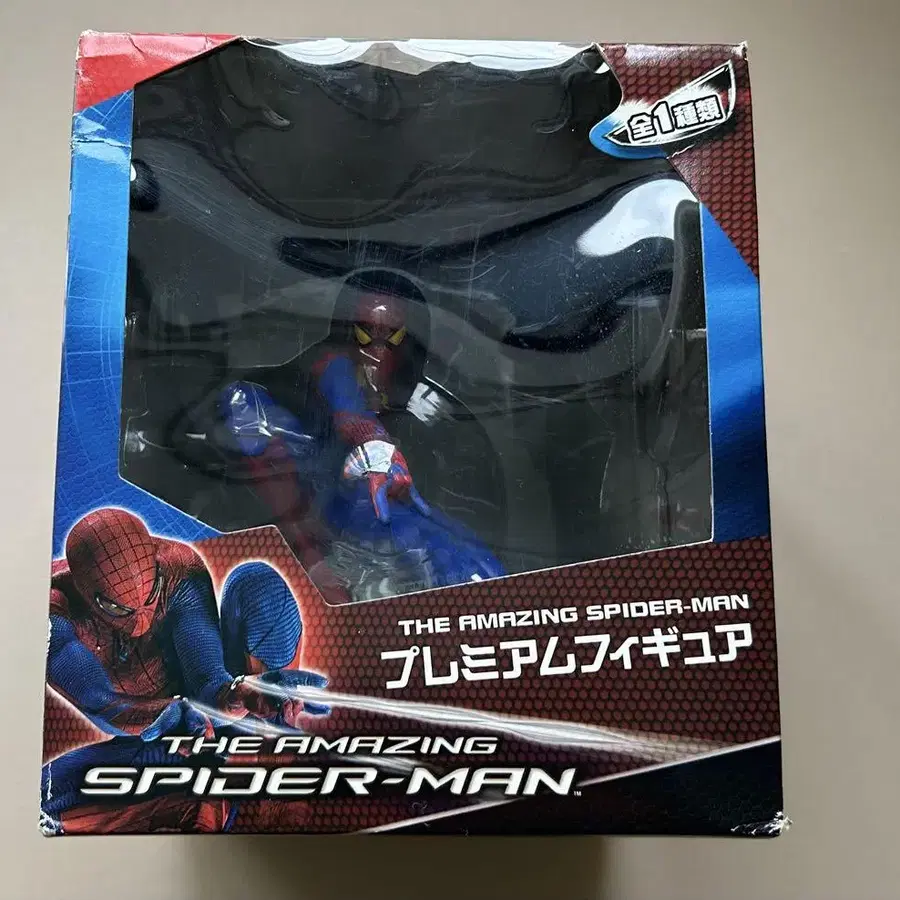 全1種類
THE AMAZING SPIDER-MAN
プレミアムフィギュア
THE AMAZING
SPIDER-MAN™